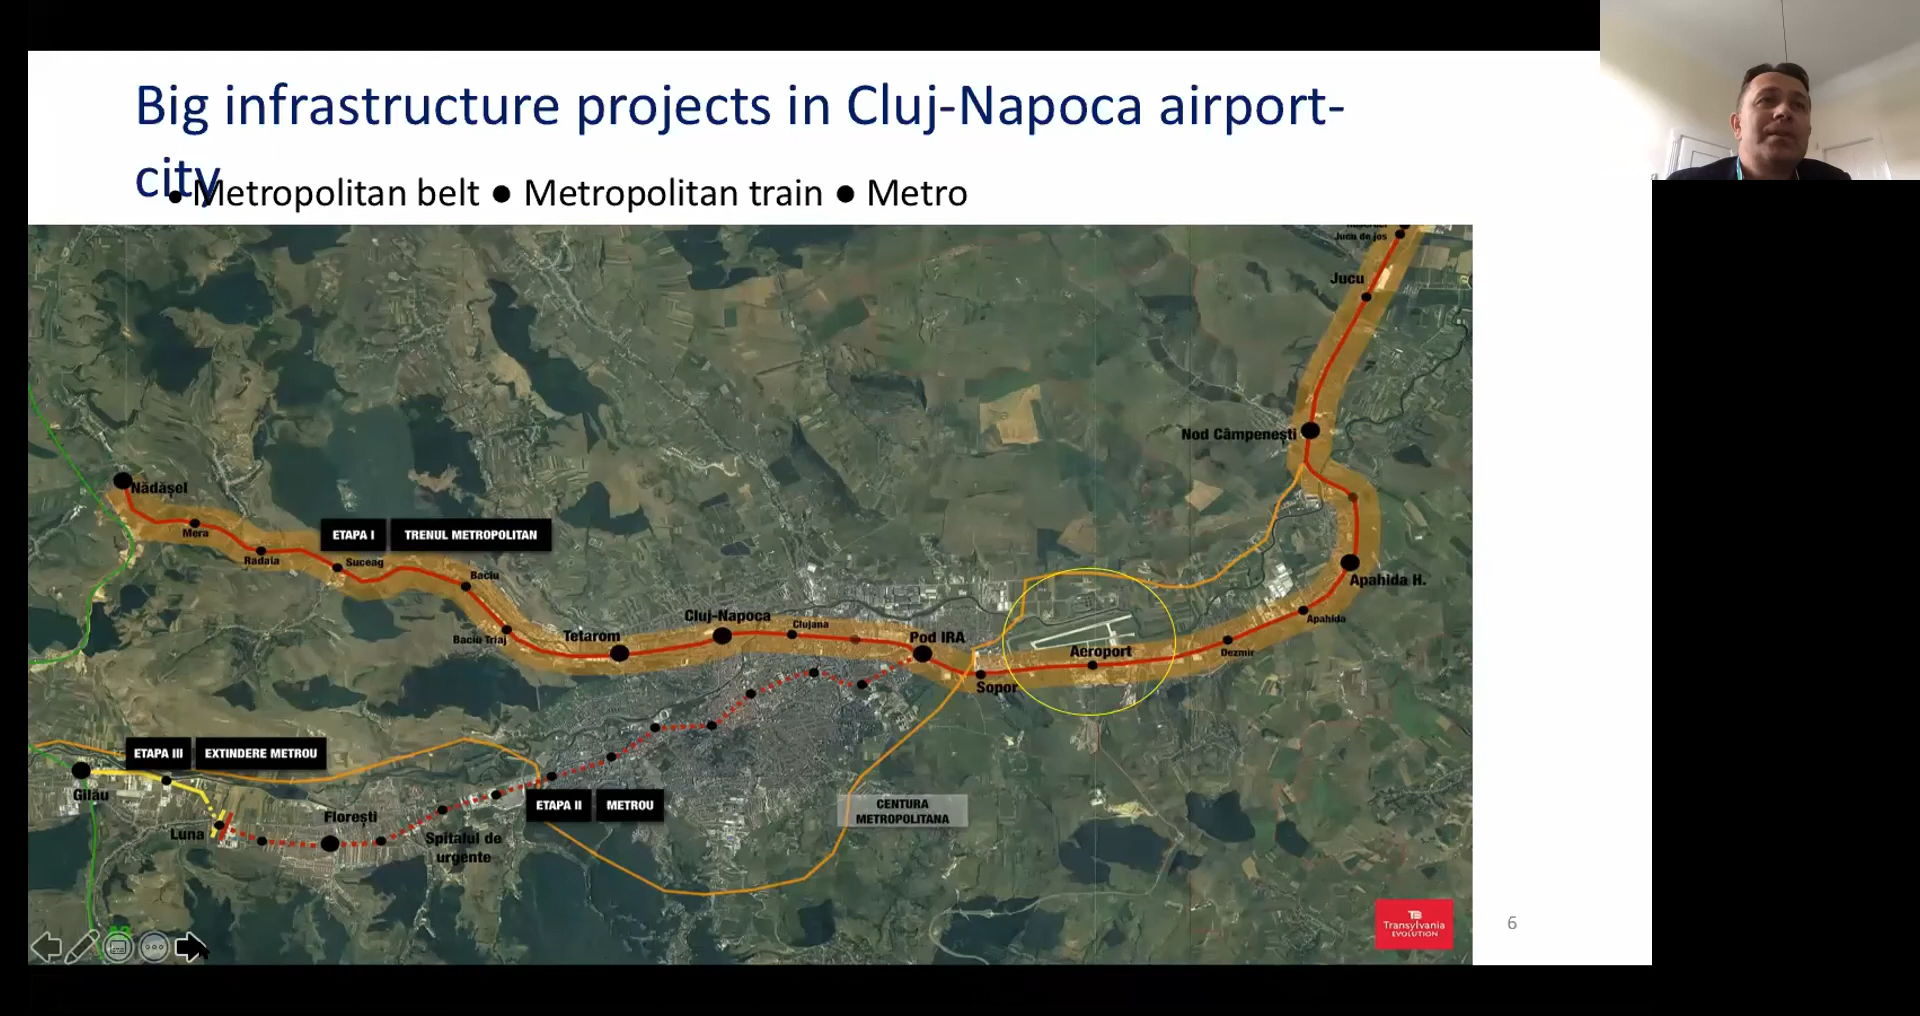 Big infrastructure projects in Cluj-Napoca airport-
city
• Metropolitan belt ● Metropolitan train ● Metro
Jucu de jos
Jucu
Nod Câmpenești
Nădășel
Mera
Rădaia
ETAPA I
TRENUL METROPOLITAN
Suceag
Baciu
Baciu Triaj
Tetarom
Cluj-Napoca
Clujana
Pod IRA
Sopor
Aeroport
Dezmir
Apahida
Apahida H.
ETAPA III
EXTINDERE METROU
Gilău
Luna
Florești
Spitalul de
urgente
ETAPA II
METROU
CENTURA
METROPOLITANA
Transylvania
EVOLUTION
6